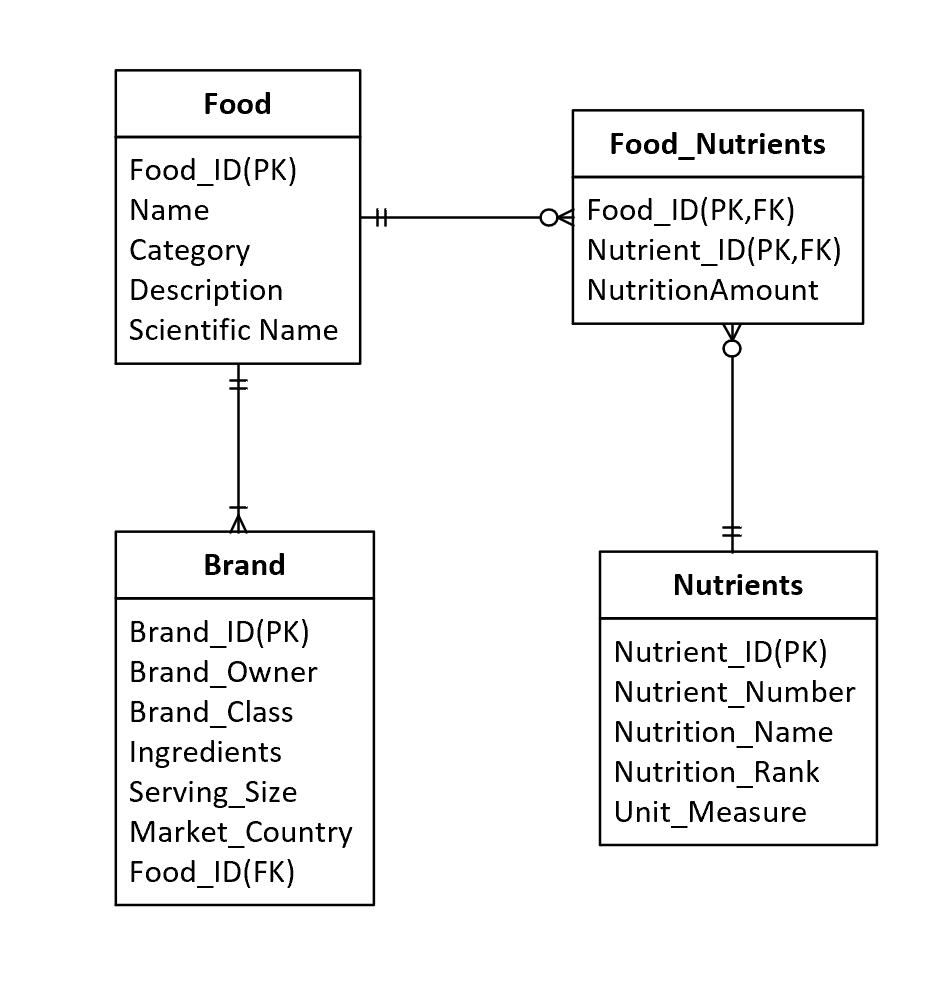 Food
Food_ID(PK)
Name
Category
Description
Scientific Name
Food_Nutrients
Food_ID(PK,FK)
Nutrient_ID(PK,FK)
NutritionAmount
Brand
Brand_ID(PK)
Brand_Owner
Brand_Class
Ingredients
Serving_Size
Market_Country
Food_ID(FK)
Nutrients
Nutrient_ID(PK)
Nutrient_Number
Nutrition_Name
Nutrition_Rank
Unit_Measure